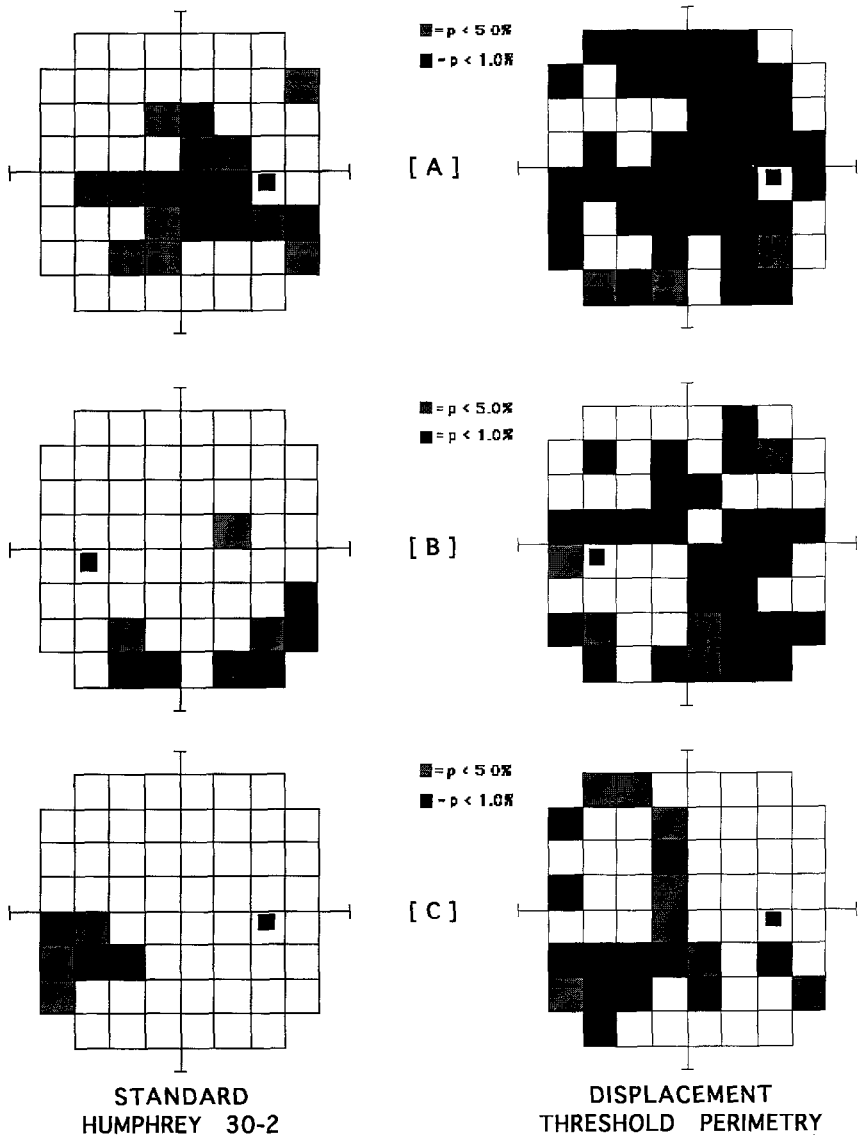 = p < 5.0%
- p < 1.0%
[ A ]
= p < 5.0%
= p < 1.0%
[ B ]
= p < 5.0%
- p < 1.0%
[ C ]
STANDARD
HUMPHREY 30-2
DISPLACEMENT
THRESHOLD PERIMETRY